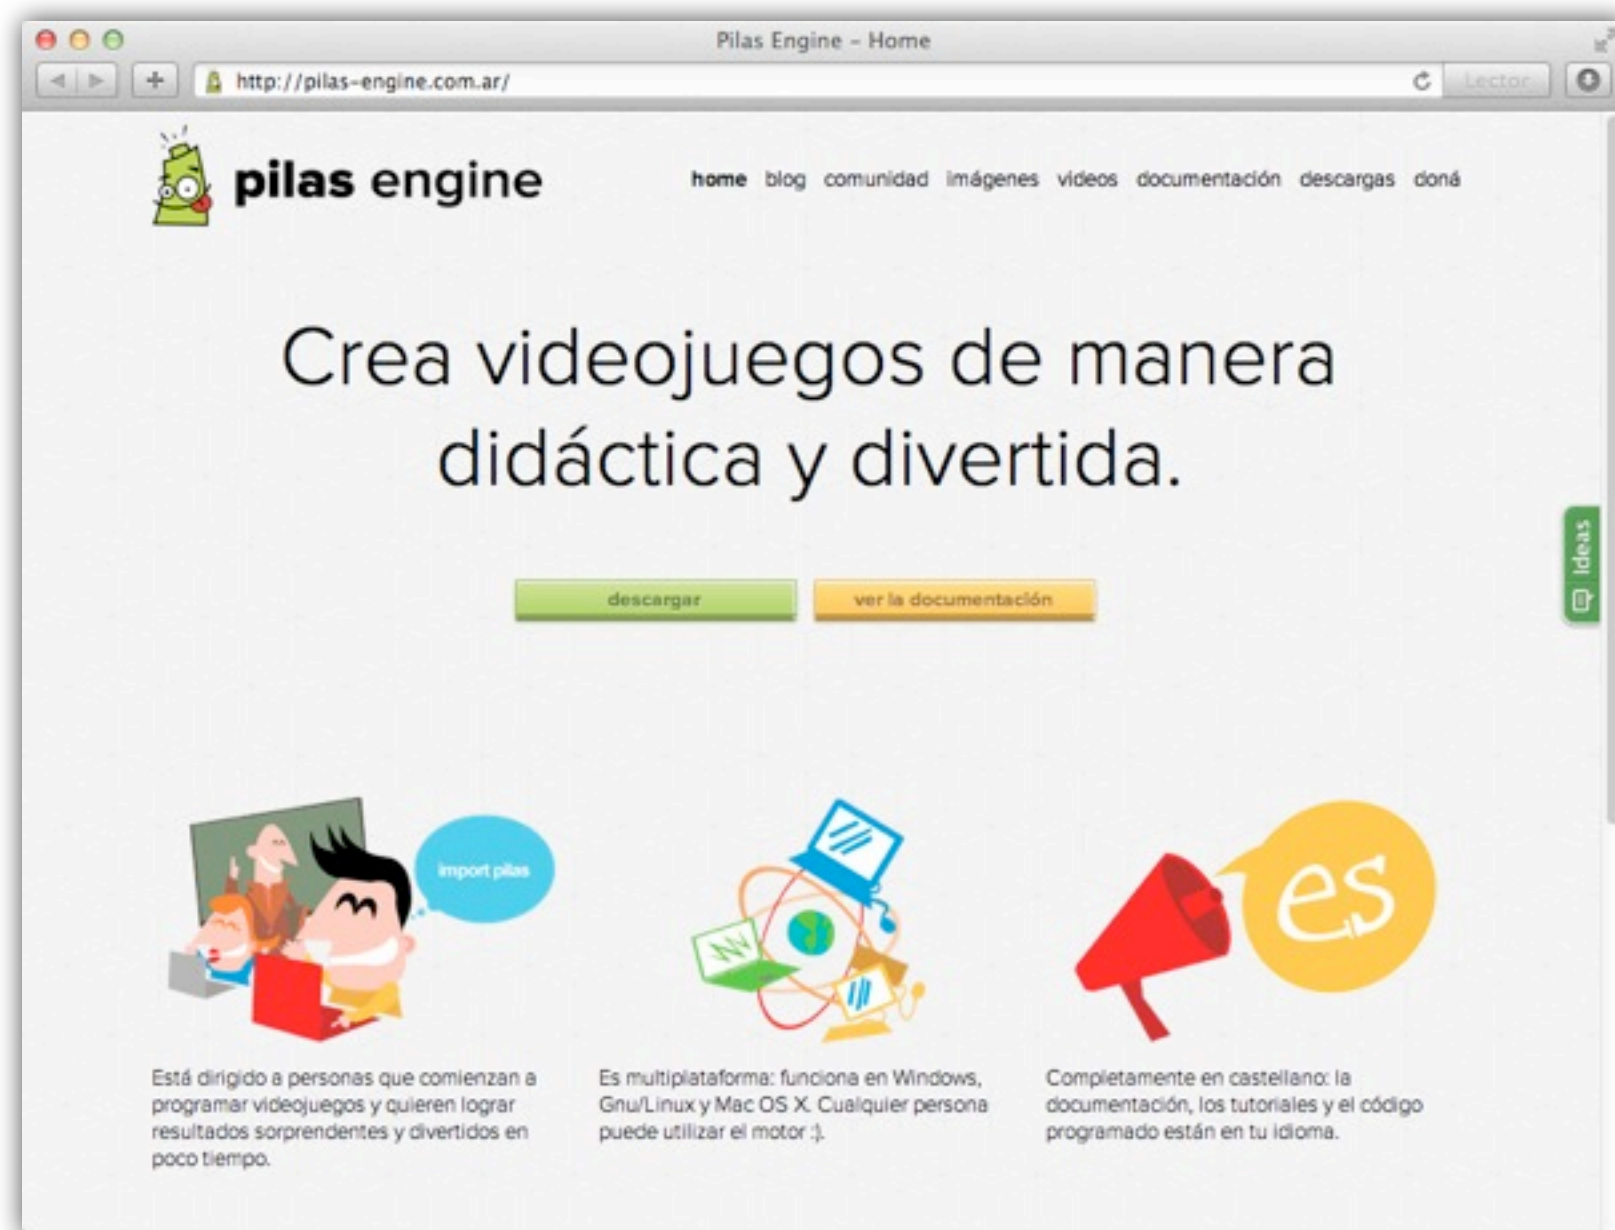 Pilas Engine – Home
http://pilas-engine.com.ar/
Lector
pilas engine
home blog comunidad imágenes videos documentación descargas doná
Crea videojuegos de manera
didáctica y divertida.
descargar
ver la documentación
Ideas
import pilas
es
Está dirigido a personas que comienzan a
programar videojuegos y quieren lograr
resultados sorprendentes y divertidos en
poco tiempo.
Es multiplataforma: funciona en Windows,
Gnu/Linux y Mac OS X. Cualquier persona
puede utilizar el motor :).
Completamente en castellano: la
documentación, los tutoriales y el código
programado están en tu idioma.